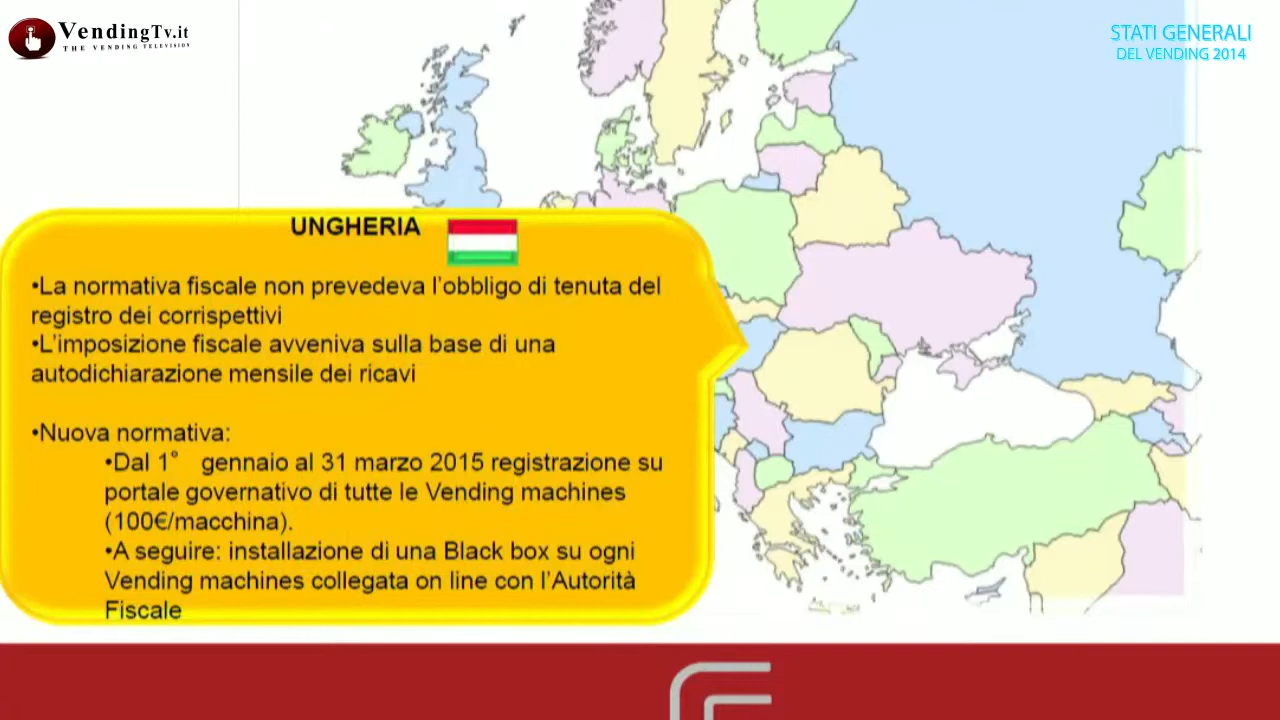 VendingTv.it
THE VENDING TELEVISION
STATI GENERALI
DEL VENDING 2014
UNGHERIA
•La normativa fiscale non prevedeva l’obbligo di tenuta del
registro dei corrispettivi
•L’imposizione fiscale avveniva sulla base di una
autodichiarazione mensile dei ricavi
•Nuova normativa:
•Dal 1° gennaio al 31 marzo 2015 registrazione su
portale governativo di tutte le Vending machines
(100€/macchina).
•A seguire: installazione di una Black box su ogni
Vending machines collegata on line con l’Autorità
Fiscale